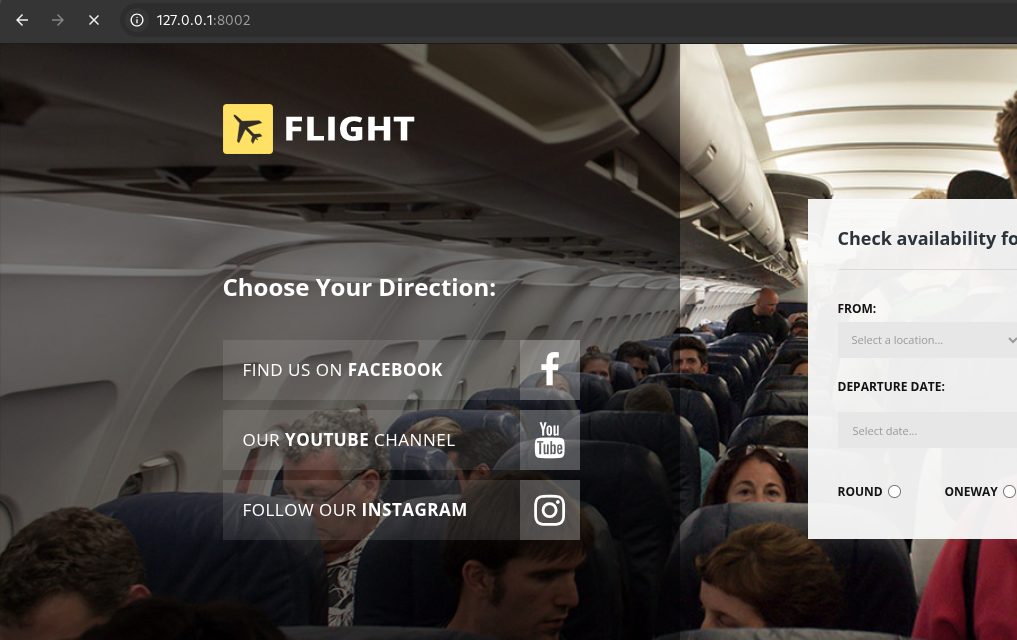 127.0.0.1:8002
FLIGHT
Choose Your Direction:
FIND US ON FACEBOOK
OUR YOUTUBE CHANNEL
You
Tube
FOLLOW OUR INSTAGRAM
Check availability fo
FROM:
Select a location...
DEPARTURE DATE:
Select date...
ROUND ONEWAY